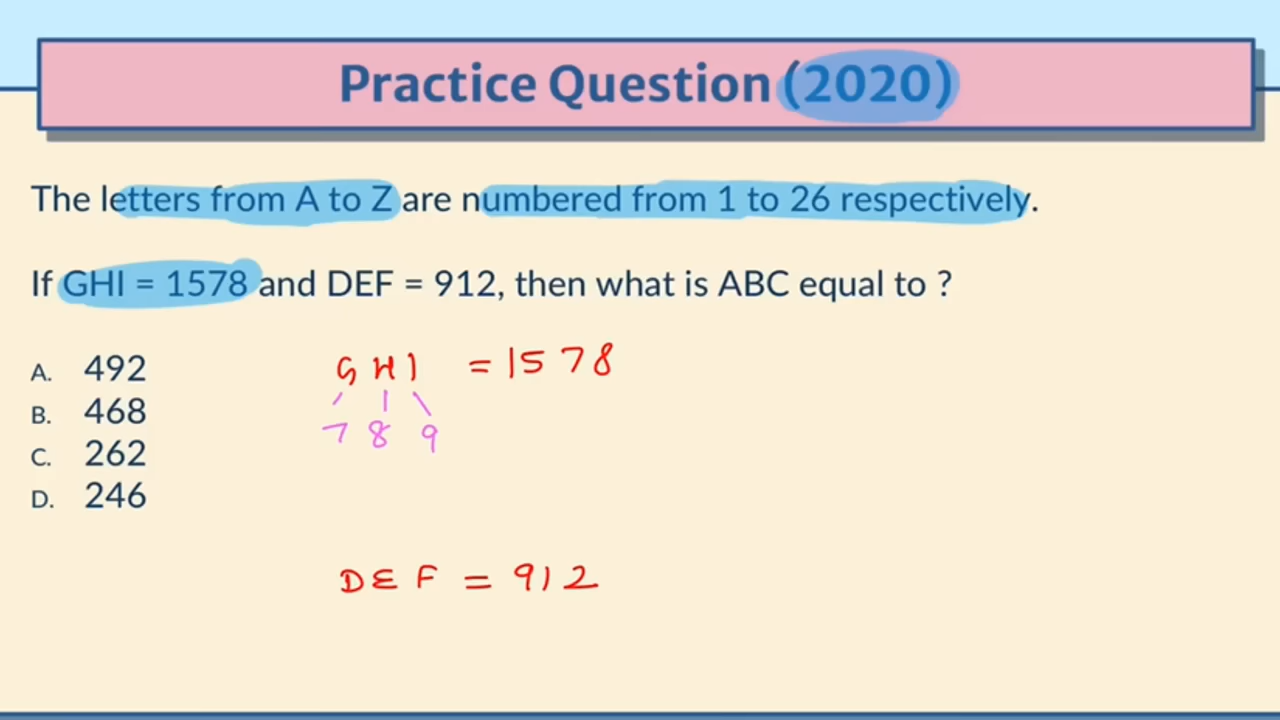 Practice Question (2020)
The letters from A to Z are numbered from 1 to 26 respectively.
If GHI = 1578 and DEF = 912, then what is ABC equal to ?
A. 492
B. 468
C. 262
D. 246
G H I = 1578
7 8 9
D E F = 912